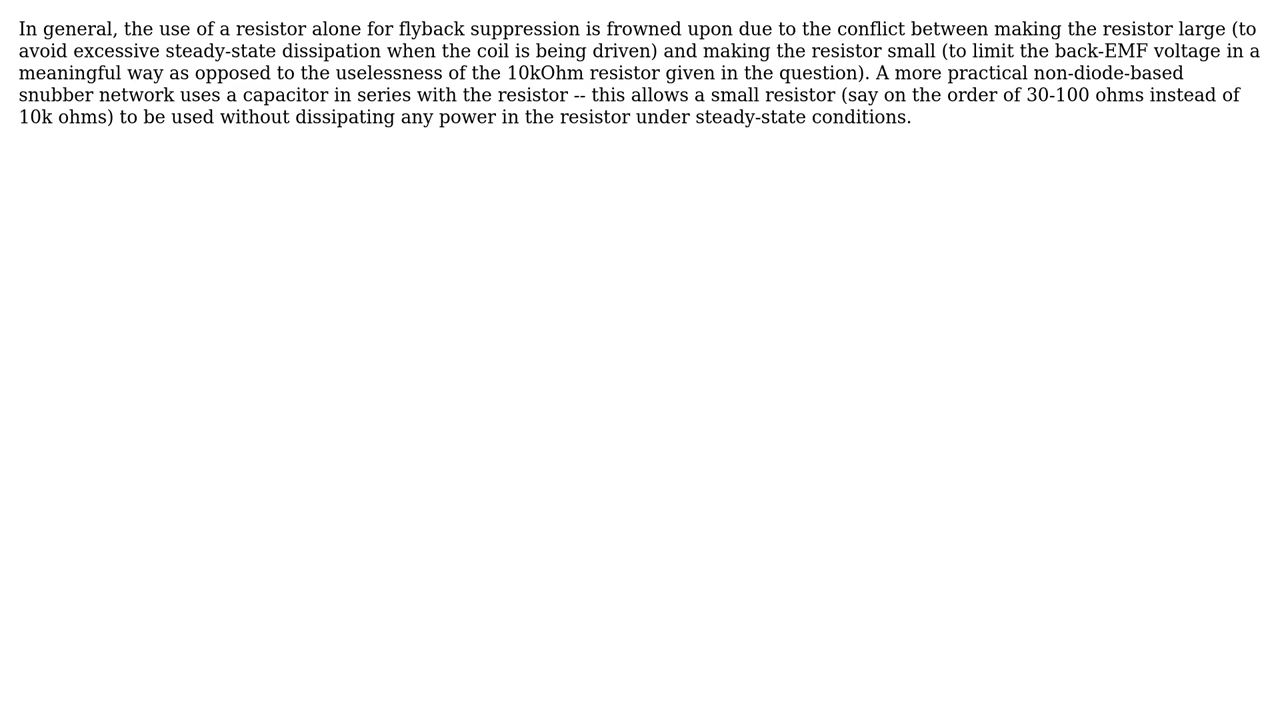 In general, the use of a resistor alone for flyback suppression is frowned upon due to the conflict between making the resistor large (to
avoid excessive steady-state dissipation when the coil is being driven) and making the resistor small (to limit the back-EMF voltage in a
meaningful way as opposed to the uselessness of the 10kOhm resistor given in the question). A more practical non-diode-based
snubber network uses a capacitor in series with the resistor -- this allows a small resistor (say on the order of 30-100 ohms instead of
10k ohms) to be used without dissipating any power in the resistor under steady-state conditions.